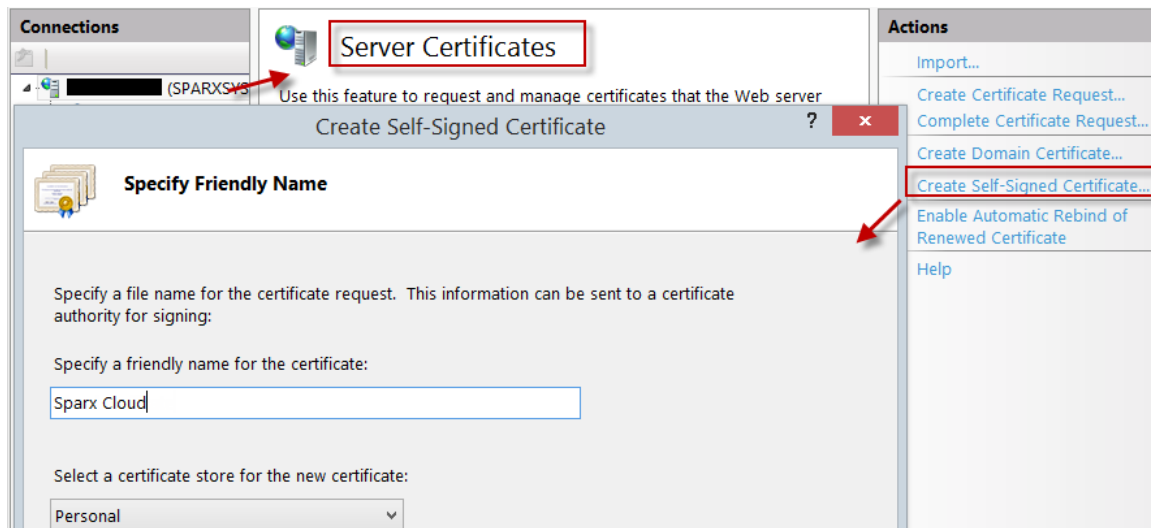 Connections
(SPARXSYS
Server Certificates
Use this feature to request and manage certificates that the Web server
Create Self-Signed Certificate
?
x
Specify Friendly Name
Specify a file name for the certificate request.  This information can be sent to a certificate
authority for signing:
Specify a friendly name for the certificate:
Sparx Cloud
Select a certificate store for the new certificate:
Personal
Actions
Import...
Create Certificate Request...
Complete Certificate Request...
Create Domain Certificate...
Create Self-Signed Certificate...
Enable Automatic Rebind of
Renewed Certificate
Help